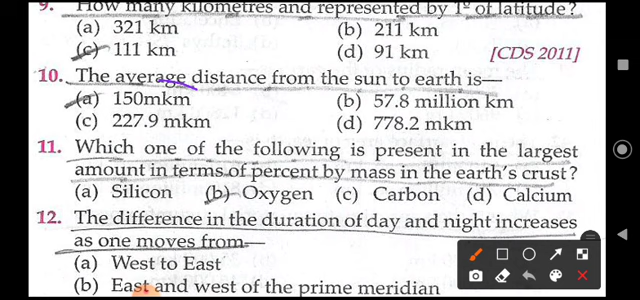 9. How many kilometres and represented by 1º of latitude?
(a) 321 km (b) 211 km
(c) 111 km (d) 91 km [CDS 2011]
10. The average distance from the sun to earth is—
(a) 150mkm (b) 57.8 million km
(c) 227.9 mkm (d) 778.2 mkm
11. Which one of the following is present in the largest
amount in terms of percent by mass in the earth's crust?
(a) Silicon (b) Oxygen (c) Carbon (d) Calcium
12. The difference in the duration of day and night increases
as one moves from—
(a) West to East
(b) East and west of the prime meridian